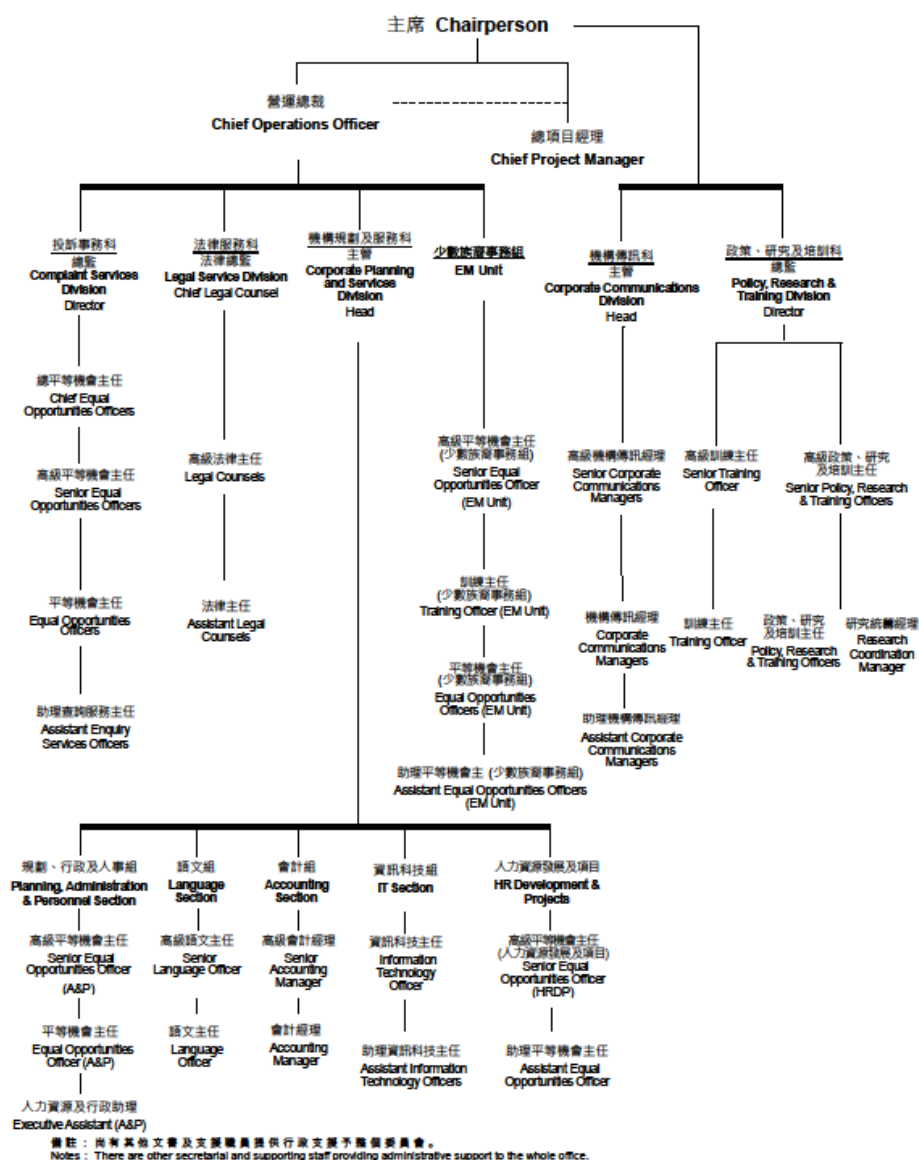 主席 Chairperson
營運總裁
Chief Operations Officer
總項目經理
Chief Project Manager
投訴事務科
總監
Complaint Services
Division
Director
法律服務科
法律總監
Legal Service Division
Chief Legal Counsel
機構規劃及服務科
主管
Corporate Planning
and Services
Division
Head
少數族裔事務組
EM Unit
機構傳訊科
主管
Corporate Communications
Division
Head
政策、研究及培訓科
總監
Policy, Research &
Training Division
Director
總平等機會主任
Chief Equal
Opportunities Officers
高級平等機會主任
Senior Equal
Opportunities Officers
平等機會主任
Equal Opportunities
Officers
助理查詢服務主任
Assistant Enquiry
Services Officers
高級法律主任
Legal Counsels
法律主任
Assistant Legal
Counsels
高級平等機會主任
(少數族裔事務組)
Senior Equal
Opportunities Officer
(EM Unit)
訓練主任
(少數族裔事務組)
Training Officer (EM Unit)
平等機會主任
(少數族裔事務組)
Equal Opportunities
Officers (EM Unit)
助理平等機會主 (少數族裔事務組)
Assistant Equal Opportunities Officers
(EM Unit)
高級機構傳訊經理
Senior Corporate
Communications
Managers
機構傳訊經理
Corporate
Communications
Managers
助理機構傳訊經理
Assistant Corporate
Communications
Managers
高級訓練主任
Senior Training
Officer
訓練主任
Training Officer
高級政策、研究
及培訓主任
Senior Policy, Research
& Training Officers
政策、研究
及培訓主任
Policy, Research
& Training Officers
研究統籌經理
Research
Coordination
Manager
規劃、行政及人事組
Planning, Administration
& Personnel Section
高級平等機會主任
Senior Equal
Opportunities Officer
(A&P)
平等機會主任
Equal Opportunities
Officer (A&P)
人力資源及行政助理
Executive Assistant (A&P)
語文組
Language
Section
高級語文主任
Senior
Language Officer
語文主任
Language
Officer
會計組
Accounting
Section
高級會計經理
Senior
Accounting
Manager
會計經理
Accounting
Manager
資訊科技組
IT Section
資訊科技主任
Information
Technology
Officer
助理資訊科技主任
Assistant Information
Technology Officers
人力資源發展及項目
HR Development &
Projects
高級平等機會主任
(人力資源發展及項目)
Senior Equal
Opportunities Officer
(HRDP)
助理平等機會主任
Assistant Equal
Opportunities Officer
備註：尚有其他文書及支援職員提供行政支援予整個委員會。
Notes : There are other secretarial and supporting staff providing administrative support to the whole office.